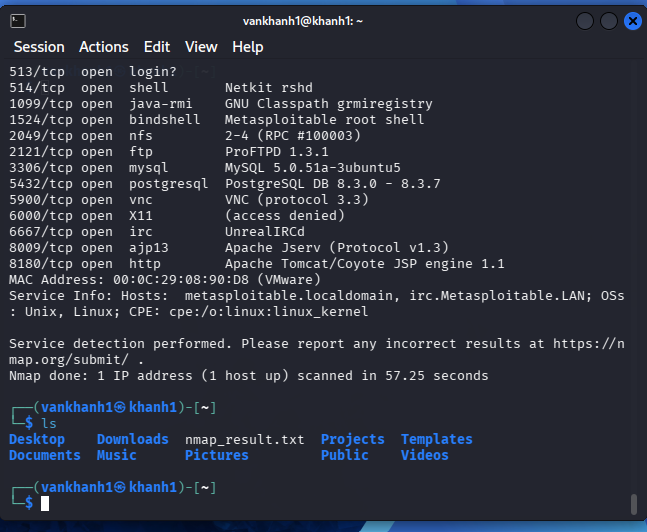 vankhanh1@khanh1: ~
Session Actions Edit View Help
513/tcp open login?
514/tcp open shell Netkit rshd
1099/tcp open java-rmi GNU Classpath grmiregistry
1524/tcp open bindshell Metasploitable root shell
2049/tcp open nfs 2-4 (RPC #100003)
2121/tcp open ftp ProFTPD 1.3.1
3306/tcp open mysql MySQL 5.0.51a-3ubuntu5
5432/tcp open postgresql PostgreSQL DB 8.3.0 - 8.3.7
5900/tcp open vnc VNC (protocol 3.3)
6000/tcp open X11 (access denied)
6667/tcp open irc UnrealIRCd
8009/tcp open ajp13 Apache Jserv (Protocol v1.3)
8180/tcp open http Apache Tomcat/Coyote JSP engine 1.1
MAC Address: 00:0C:29:08:90:D8 (VMware)
Service Info: Hosts:  metasploitable.localdomain, irc.Metasploitable.LAN; OSs
: Unix, Linux; CPE: cpe:/o:linux:linux_kernel
Service detection performed. Please report any incorrect results at https://n
map.org/submit/ .
Nmap done: 1 IP address (1 host up) scanned in 57.25 seconds
┌──(vankhanh1㉿khanh1)-[~]
└─$ ls
Desktop Downloads nmap_result.txt Projects Templates
Documents Music Pictures Public Videos
┌──(vankhanh1㉿khanh1)-[~]
└─$